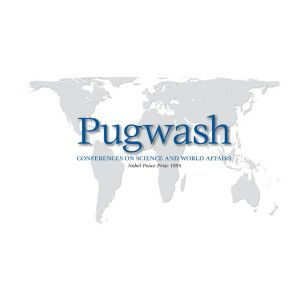 Pugwash
CONFERENCES ON SCIENCE AND WORLD AFFAIRS
Nobel Peace Prize 1995